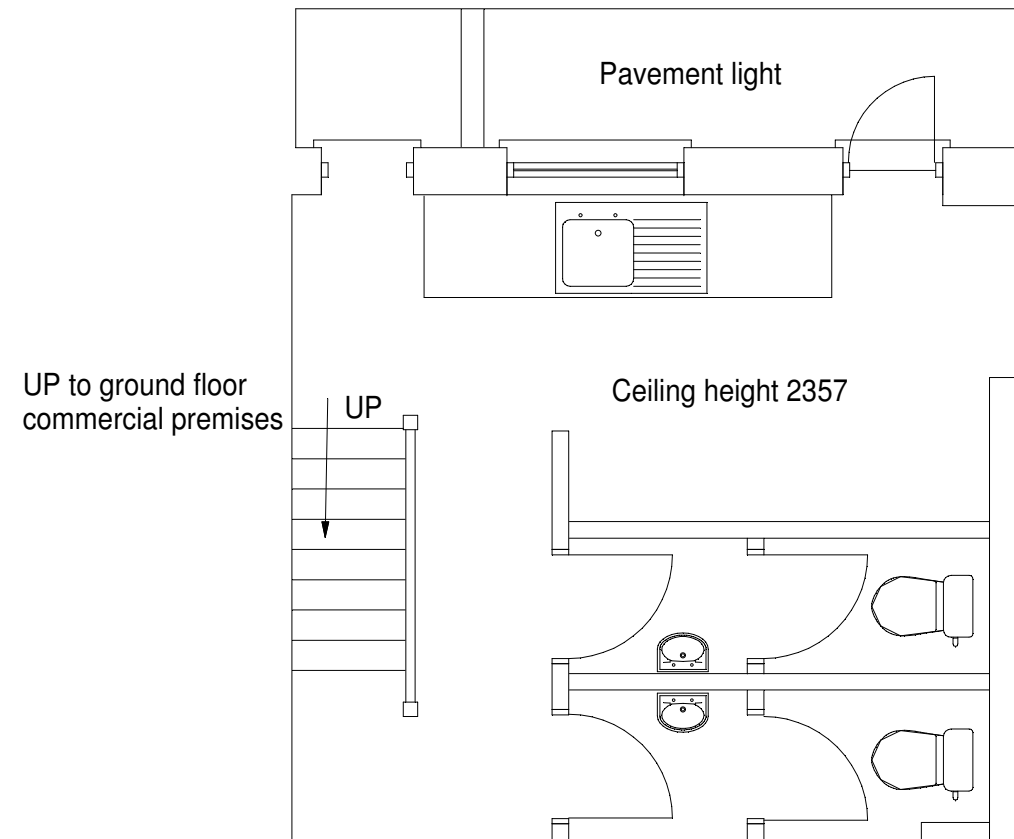 Pavement light
UP to ground floor
commercial premises
UP
Ceiling height 2357